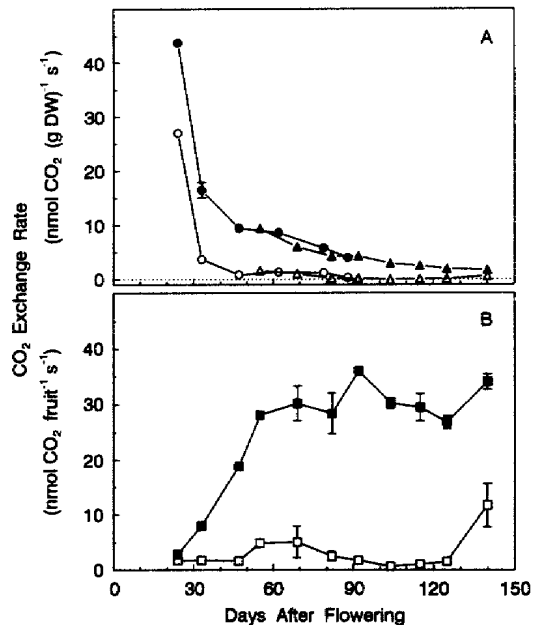 A
40
30
20
10
0
CO₂ Exchange Rate
(nmol CO₂ (g DW)⁻¹ s⁻¹)
B
40
30
20
10
0
(nmol CO₂ fruit⁻¹ s⁻¹)
0 30 60 90 120 150
Days After Flowering